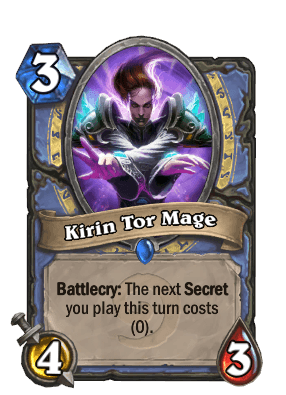 3
Kirin Tor Mage
Battlecry: The next Secret
you play this turn costs
(0).
4
3